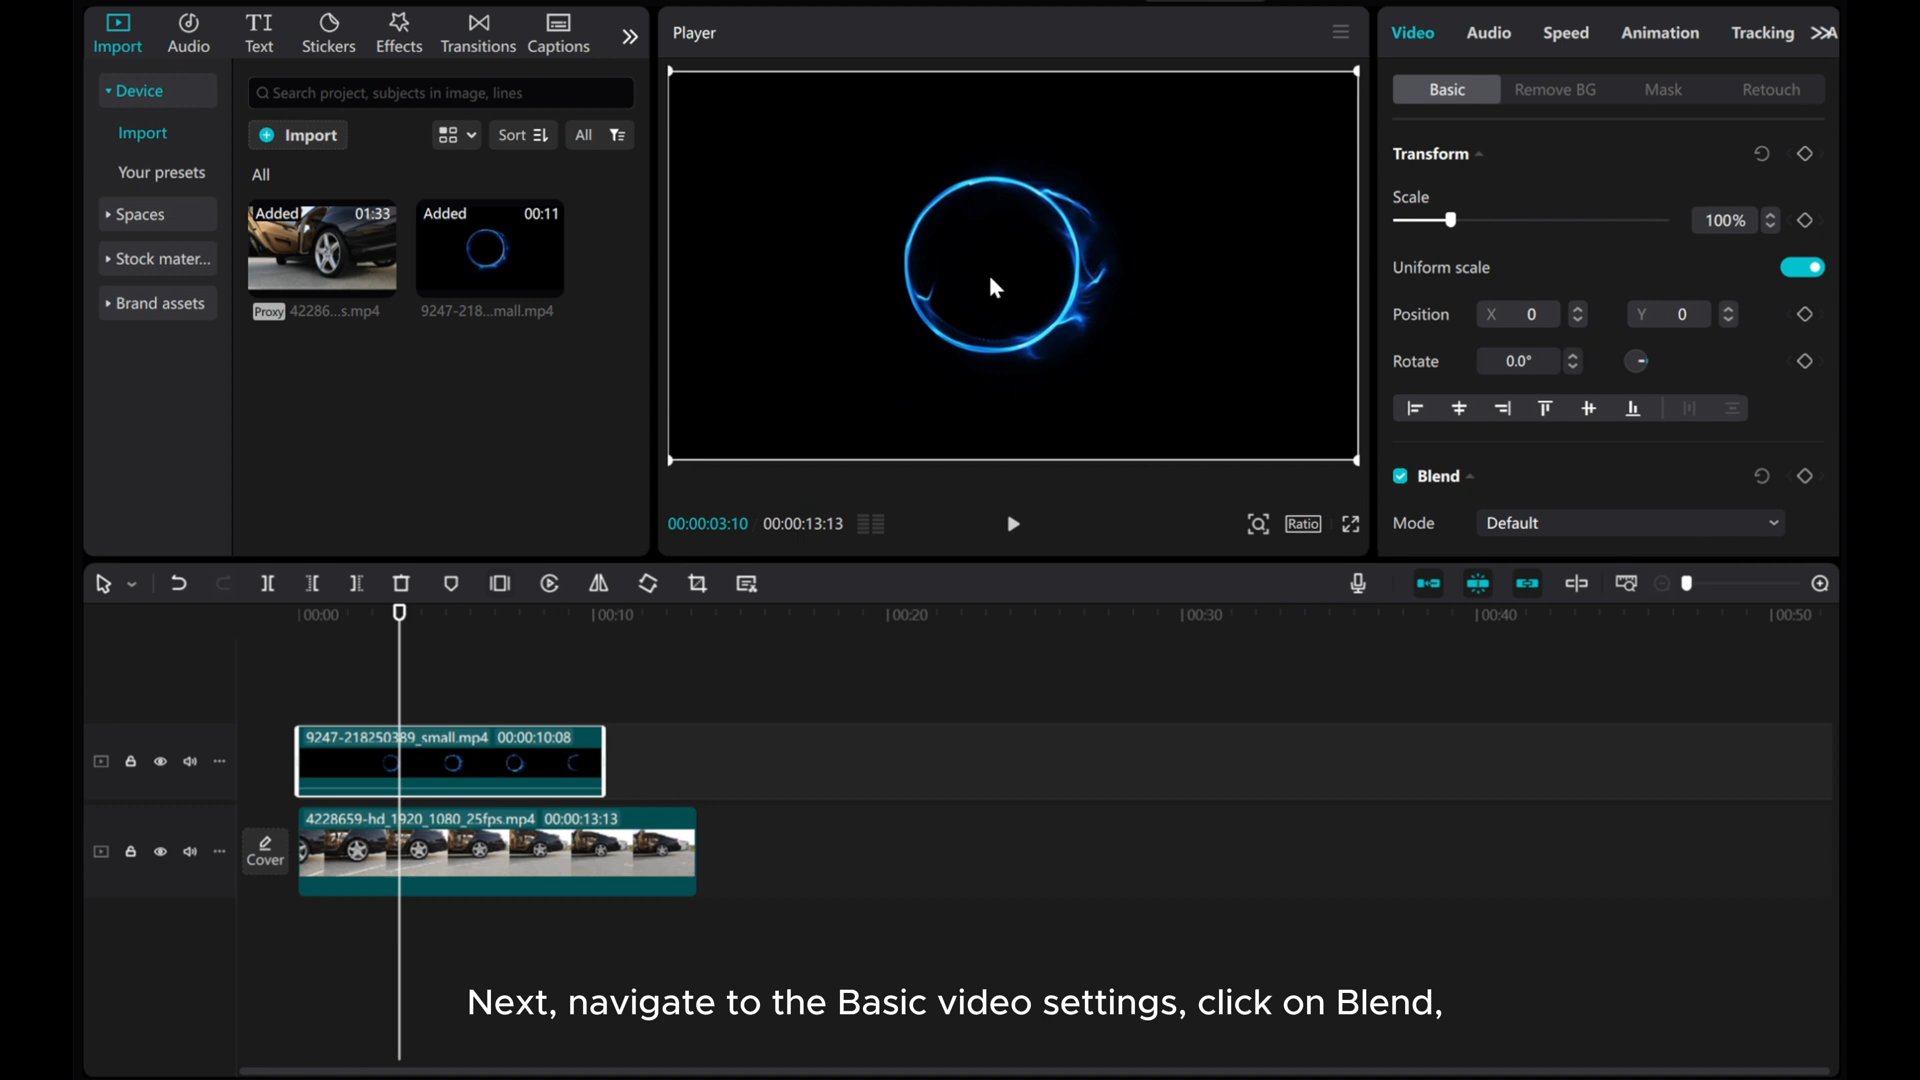 Import
Audio
TI
Text
Stickers
Effects
Transitions
Captions
Device
Import
Your presets
Spaces
Stock mater...
Brand assets
Search project, subjects in image, lines
Import
Sort
All
All
Added 01:33
Added 00:11
Proxy 42286...s.mp4
9247-218...mall.mp4
Player
00:00:03:10 00:00:13:13
Ratio
Video
Audio
Speed
Animation
Tracking
A
Basic
Remove BG
Mask
Retouch
Transform
Scale
100%
Uniform scale
Position X 0 Y 0
Rotate 0.0°
Blend
Mode Default
00:00 00:10 00:20 00:30 00:40 00:50
9247-218250389_small.mp4 00:00:10:08
4228659-hd_1920_1080_25fps.mp4 00:00:13:13
Cover
Next, navigate to the Basic video settings, click on Blend,